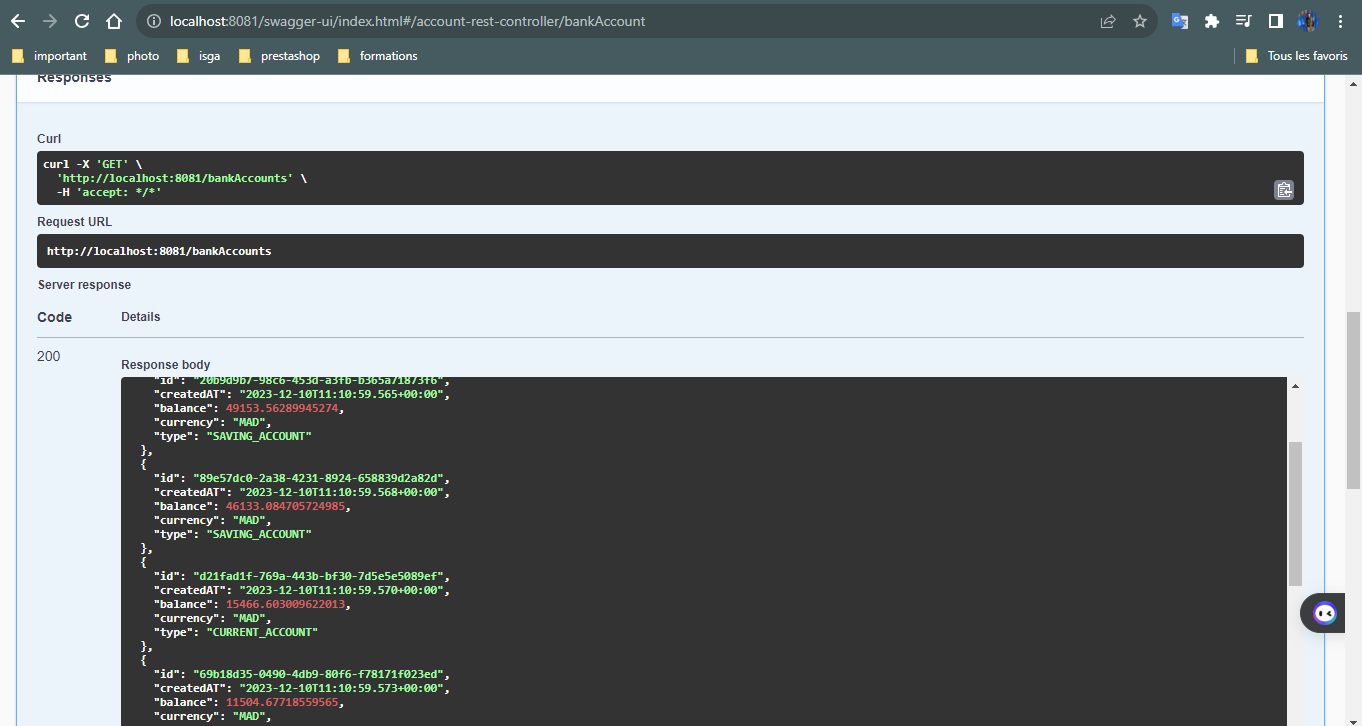 localhost:8081/swagger-ui/index.html#/account-rest-controller/bankAccount
important photo isga prestashop formations Tous les favoris
Responses
Curl
curl -X 'GET' \
'http://localhost:8081/bankAccounts' \
-H 'accept: */*'
Request URL
http://localhost:8081/bankAccounts
Server response
Code Details
200
Response body
"id": "20b9d9b7-98c6-453d-a3fb-b365a71873f6",
"createdAT": "2023-12-10T11:10:59.565+00:00",
"balance": 49153.56289945274,
"currency": "MAD",
"type": "SAVING_ACCOUNT"
},
{
"id": "89e57dc0-2a38-4231-8924-658839d2a82d",
"createdAT": "2023-12-10T11:10:59.568+00:00",
"balance": 46133.084705724985,
"currency": "MAD",
"type": "SAVING_ACCOUNT"
},
{
"id": "d21fad1f-769a-443b-bf30-7d5e5e5089ef",
"createdAT": "2023-12-10T11:10:59.570+00:00",
"balance": 15466.603009622013,
"currency": "MAD",
"type": "CURRENT_ACCOUNT"
},
{
"id": "69b18d35-0490-4db9-80f6-f78171f023ed",
"createdAT": "2023-12-10T11:10:59.573+00:00",
"balance": 11504.67718559565,
"currency": "MAD",